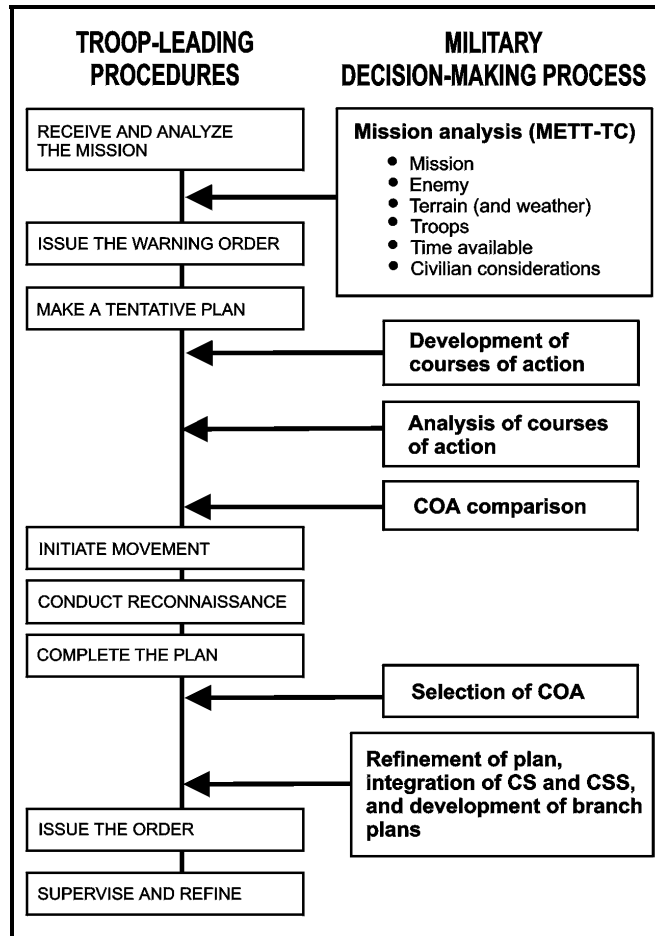 TROOP-LEADING
PROCEDURES
MILITARY
DECISION-MAKING PROCESS
RECEIVE AND ANALYZE
THE MISSION
Mission analysis (METT-TC)
• Mission
• Enemy
• Terrain (and weather)
• Troops
• Time available
• Civilian considerations
ISSUE THE WARNING ORDER
MAKE A TENTATIVE PLAN
Development of
courses of action
Analysis of courses
of action
COA comparison
INITIATE MOVEMENT
CONDUCT RECONNAISSANCE
COMPLETE THE PLAN
Selection of COA
Refinement of plan,
integration of CS and CSS,
and development of branch
plans
ISSUE THE ORDER
SUPERVISE AND REFINE